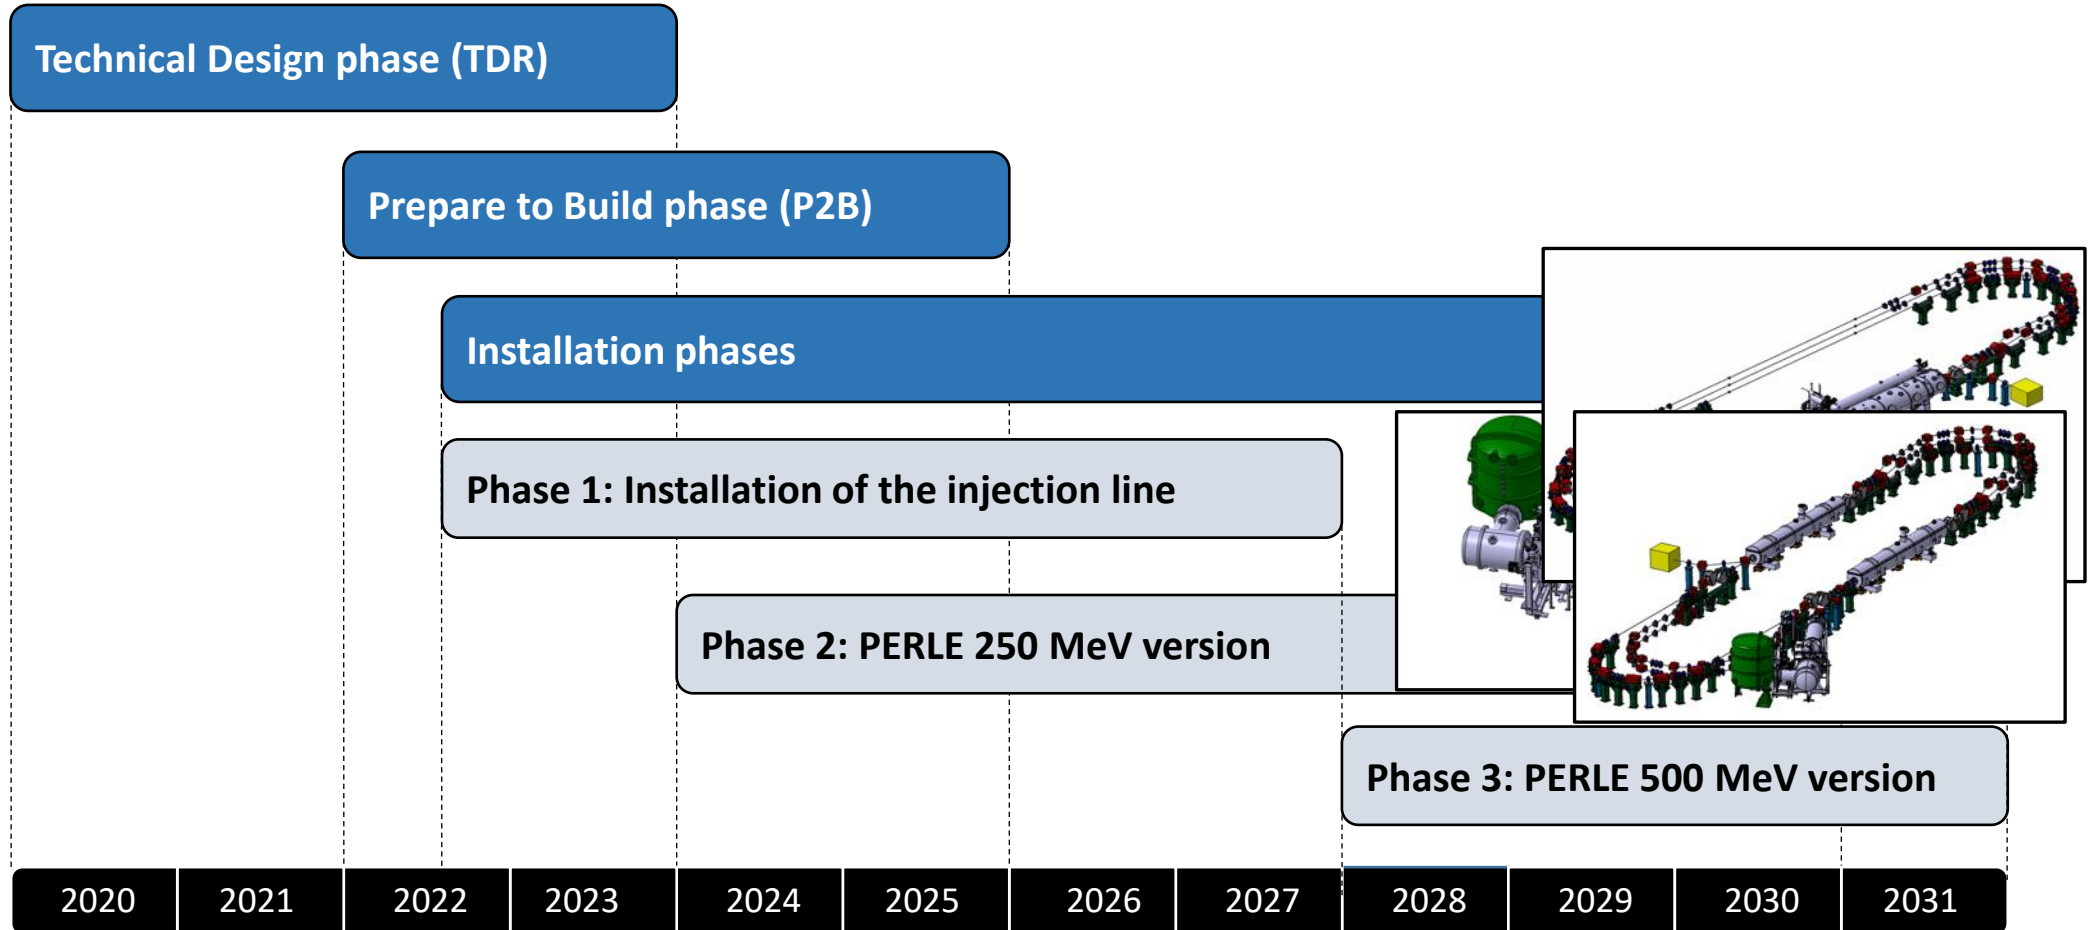 Technical Design phase (TDR)
Prepare to Build phase (P2B)
Installation phases
Phase 1: Installation of the injection line
Phase 2: PERLE 250 MeV version
Phase 3: PERLE 500 MeV version
2020 2021 2022 2023 2024 2025 2026 2027 2028 2029 2030 2031